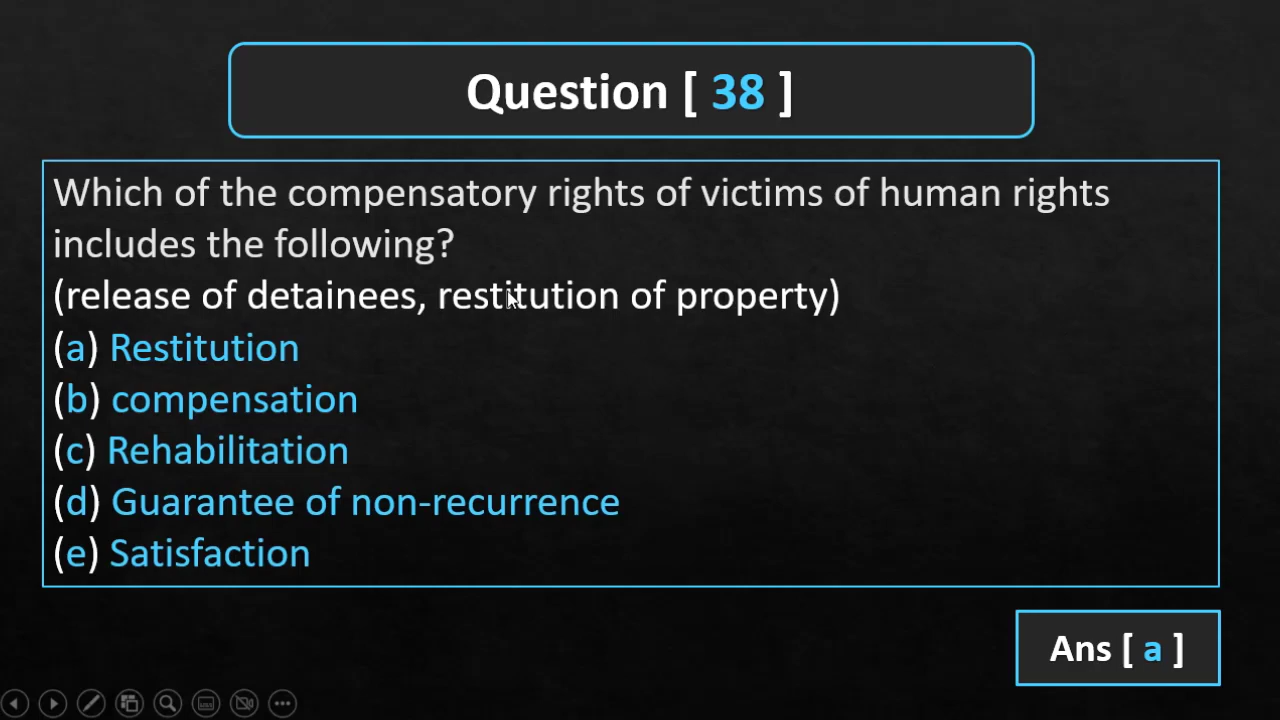 Question [ 38 ]
Which of the compensatory rights of victims of human rights
includes the following?
(release of detainees, restitution of property)
(a) Restitution
(b) compensation
(c) Rehabilitation
(d) Guarantee of non-recurrence
(e) Satisfaction
Ans [ a ]